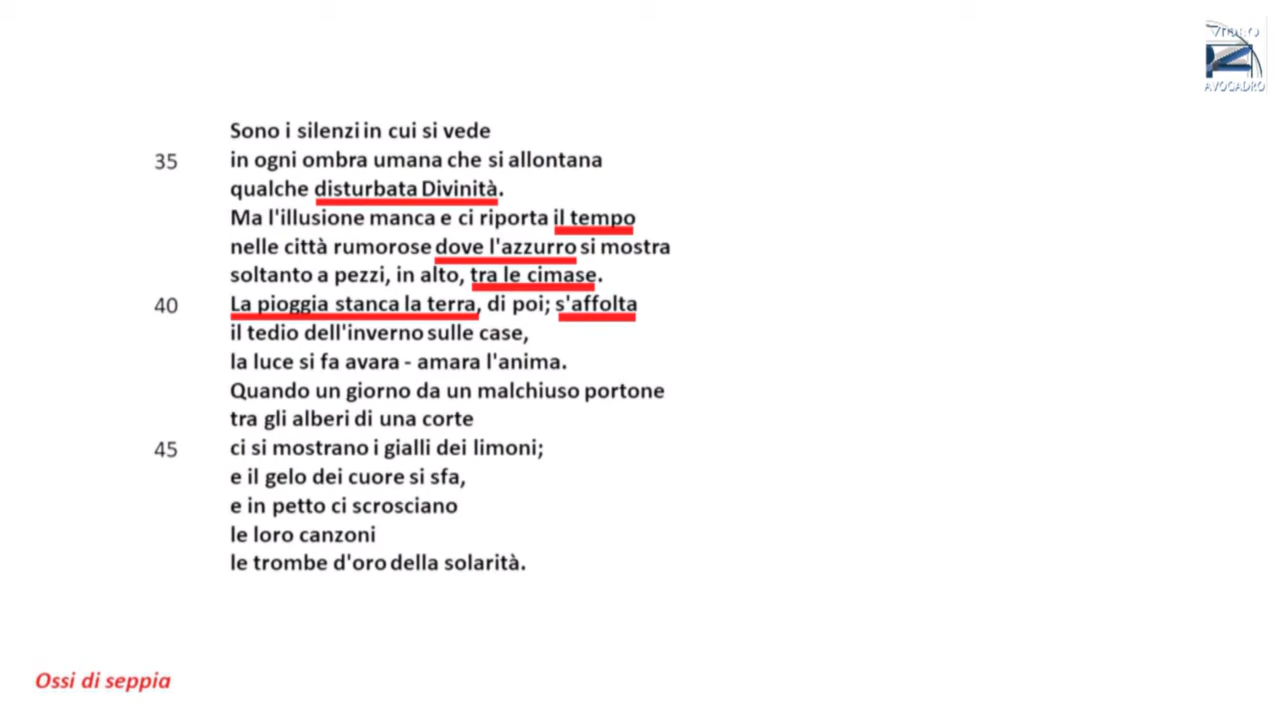 VIDEO
AVOGADRO
Sono i silenzi in cui si vede
35 in ogni ombra umana che si allontana
qualche disturbata Divinità.
Ma l'illusione manca e ci riporta il tempo
nelle città rumorose dove l'azzurro si mostra
soltanto a pezzi, in alto, tra le cimase.
40 La pioggia stanca la terra, di poi; s'affolta
il tedio dell'inverno sulle case,
la luce si fa avara - amara l'anima.
Quando un giorno da un malchiuso portone
tra gli alberi di una corte
45 ci si mostrano i gialli dei limoni;
e il gelo dei cuore si sfa,
e in petto ci scrosciano
le loro canzoni
le trombe d'oro della solarità.
Ossi di seppia